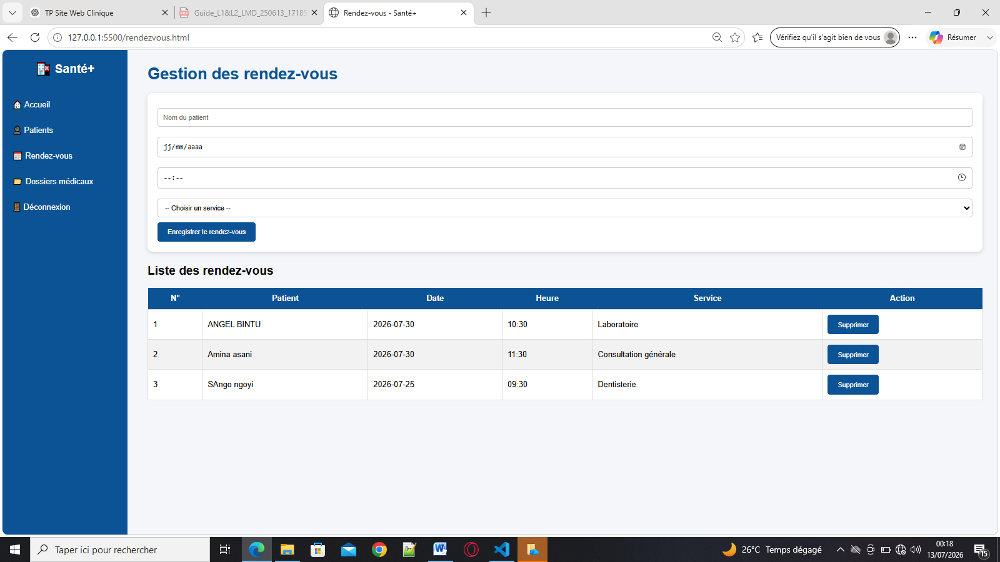 TP Site Web Clinique
Guide_L1&L2_LMD_250613_17185
Rendez-vous - Santé+
127.0.0.1:5500/rendezvous.html
Vérifiez qu'il s'agit bien de vous
Résumer
Santé+
Accueil
Patients
Rendez-vous
Dossiers médicaux
Déconnexion
Gestion des rendez-vous
Nom du patient
jj/mm/aaaa
--:--
-- Choisir un service --
Enregistrer le rendez-vous
Liste des rendez-vous
N° Patient Date Heure Service Action
1 ANGEL BINTU 2026-07-30 10:30 Laboratoire Supprimer
2 Amina asani 2026-07-30 11:30 Consultation générale Supprimer
3 SAngo ngoyi 2026-07-25 09:30 Dentisterie Supprimer
Taper ici pour rechercher
26°C Temps dégagé
00:18
13/07/2026
15